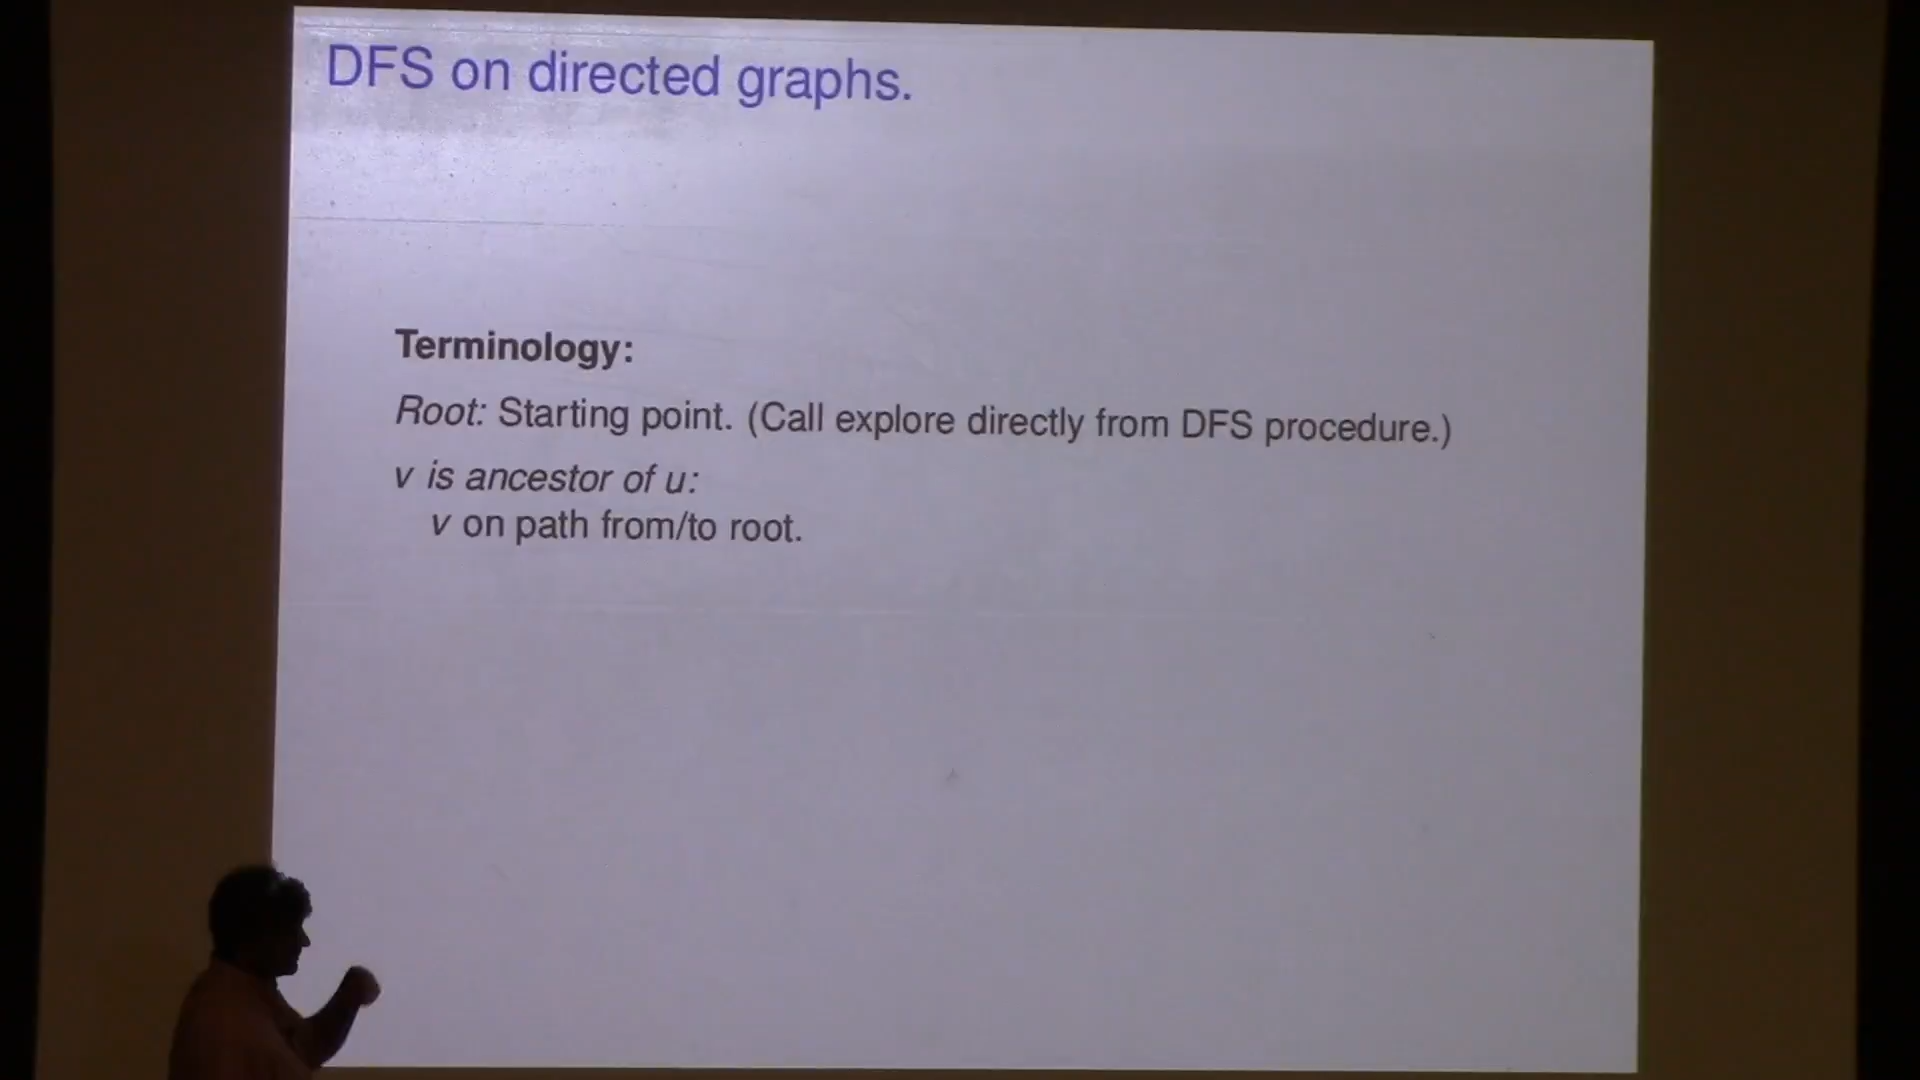 DFS on directed graphs.
Terminology:
Root: Starting point. (Call explore directly from DFS procedure.)
v is ancestor of u:
v on path from/to root.